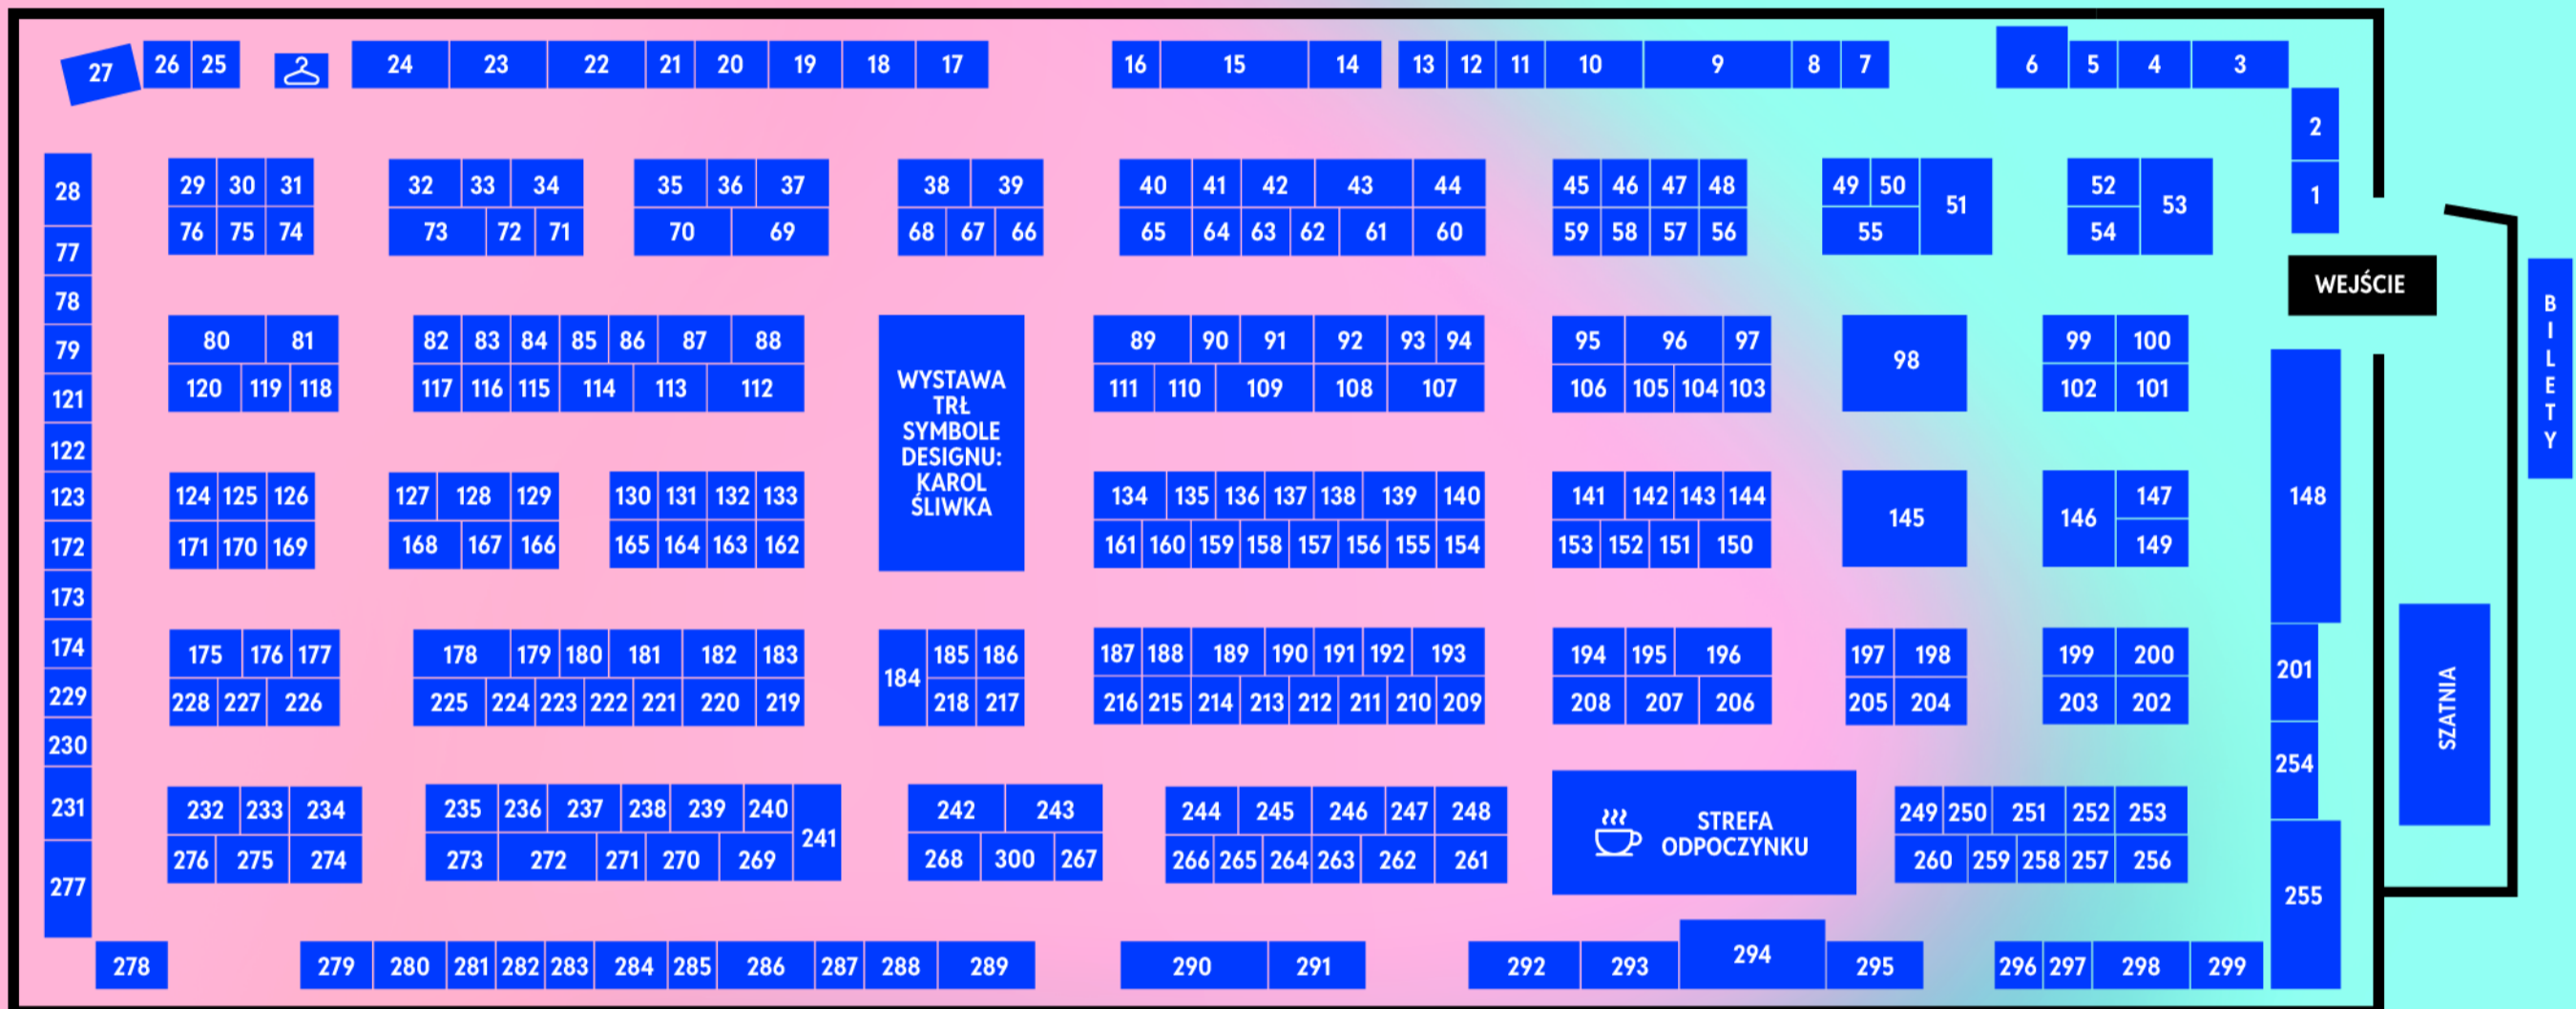 27 26 25 24 23 22 21 20 19 18 17 16 15 14 13 12 11 10 9 8 7 6 5 4 3
2
1
28 29 30 31 32 33 34 35 36 37 38 39 40 41 42 43 44 45 46 47 48 49 50 51 52 53
77 76 75 74 73 72 71 70 69 68 67 66 65 64 63 62 61 60 59 58 57 56 55 54
WEJŚCIE
BILETY
78
79 80 81 82 83 84 85 86 87 88 89 90 91 92 93 94 95 96 97 98 99 100
121 120 119 118 117 116 115 114 113 112 111 110 109 108 107 106 105 104 103 102 101
WYSTAWA
TRŁ
SYMBOLE
DESIGNU:
KAROL
ŚLIWKA
122
123 124 125 126 127 128 129 130 131 132 133 134 135 136 137 138 139 140 141 142 143 144 145 146 147 148
172 171 170 169 168 167 166 165 164 163 162 161 160 159 158 157 156 155 154 153 152 151 150 149
173
174 175 176 177 178 179 180 181 182 183 184 185 186 187 188 189 190 191 192 193 194 195 196 197 198 199 200 201
229 228 227 226 225 224 223 222 221 220 219 218 217 216 215 214 213 212 211 210 209 208 207 206 205 204 203 202
SZATNIA
230 254
231 232 233 234 235 236 237 238 239 240 241 242 243 244 245 246 247 248 249 250 251 252 253
STREFA
ODPOCZYNKU
277 276 275 274 273 272 271 270 269 268 300 267 266 265 264 263 262 261 260 259 258 257 256 255
278 279 280 281 282 283 284 285 286 287 288 289 290 291 292 293 294 295 296 297 298 299